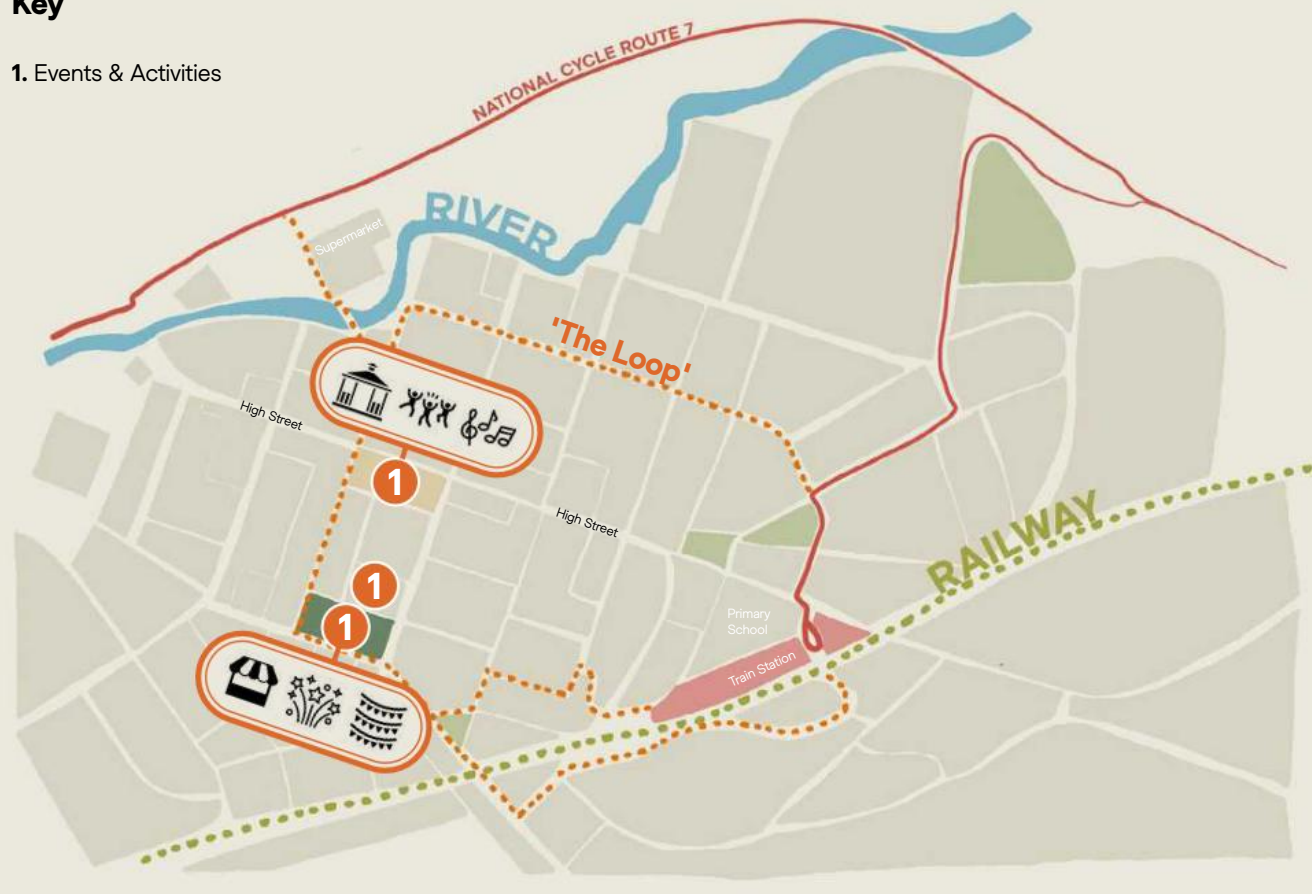 Key
1. Events & Activities
NATIONAL CYCLE ROUTE 7
RIVER
Supermarket
'The Loop'
High Street
1
High Street
RAILWAY
1
1
Primary
School
Train Station